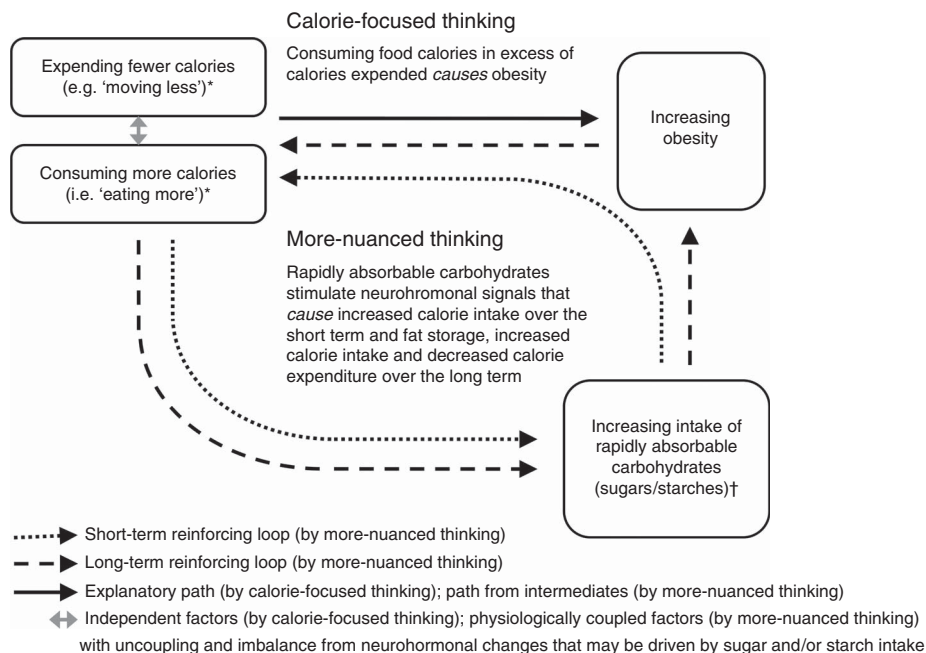 Calorie-focused thinking
Expending fewer calories
(e.g. ‘moving less’)*
Consuming food calories in excess of
calories expended causes obesity
Increasing
obesity
Consuming more calories
(i.e. ‘eating more’)*
More-nuanced thinking
Rapidly absorbable carbohydrates
stimulate neurohromonal signals that
cause increased calorie intake over the
short term and fat storage, increased
calorie intake and decreased calorie
expenditure over the long term
Increasing intake of
rapidly absorbable
carbohydrates
(sugars/starches)†
Short-term reinforcing loop (by more-nuanced thinking)
Long-term reinforcing loop (by more-nuanced thinking)
Explanatory path (by calorie-focused thinking); path from intermediates (by more-nuanced thinking)
Independent factors (by calorie-focused thinking); physiologically coupled factors (by more-nuanced thinking)
with uncoupling and imbalance from neurohormonal changes that may be driven by sugar and/or starch intake